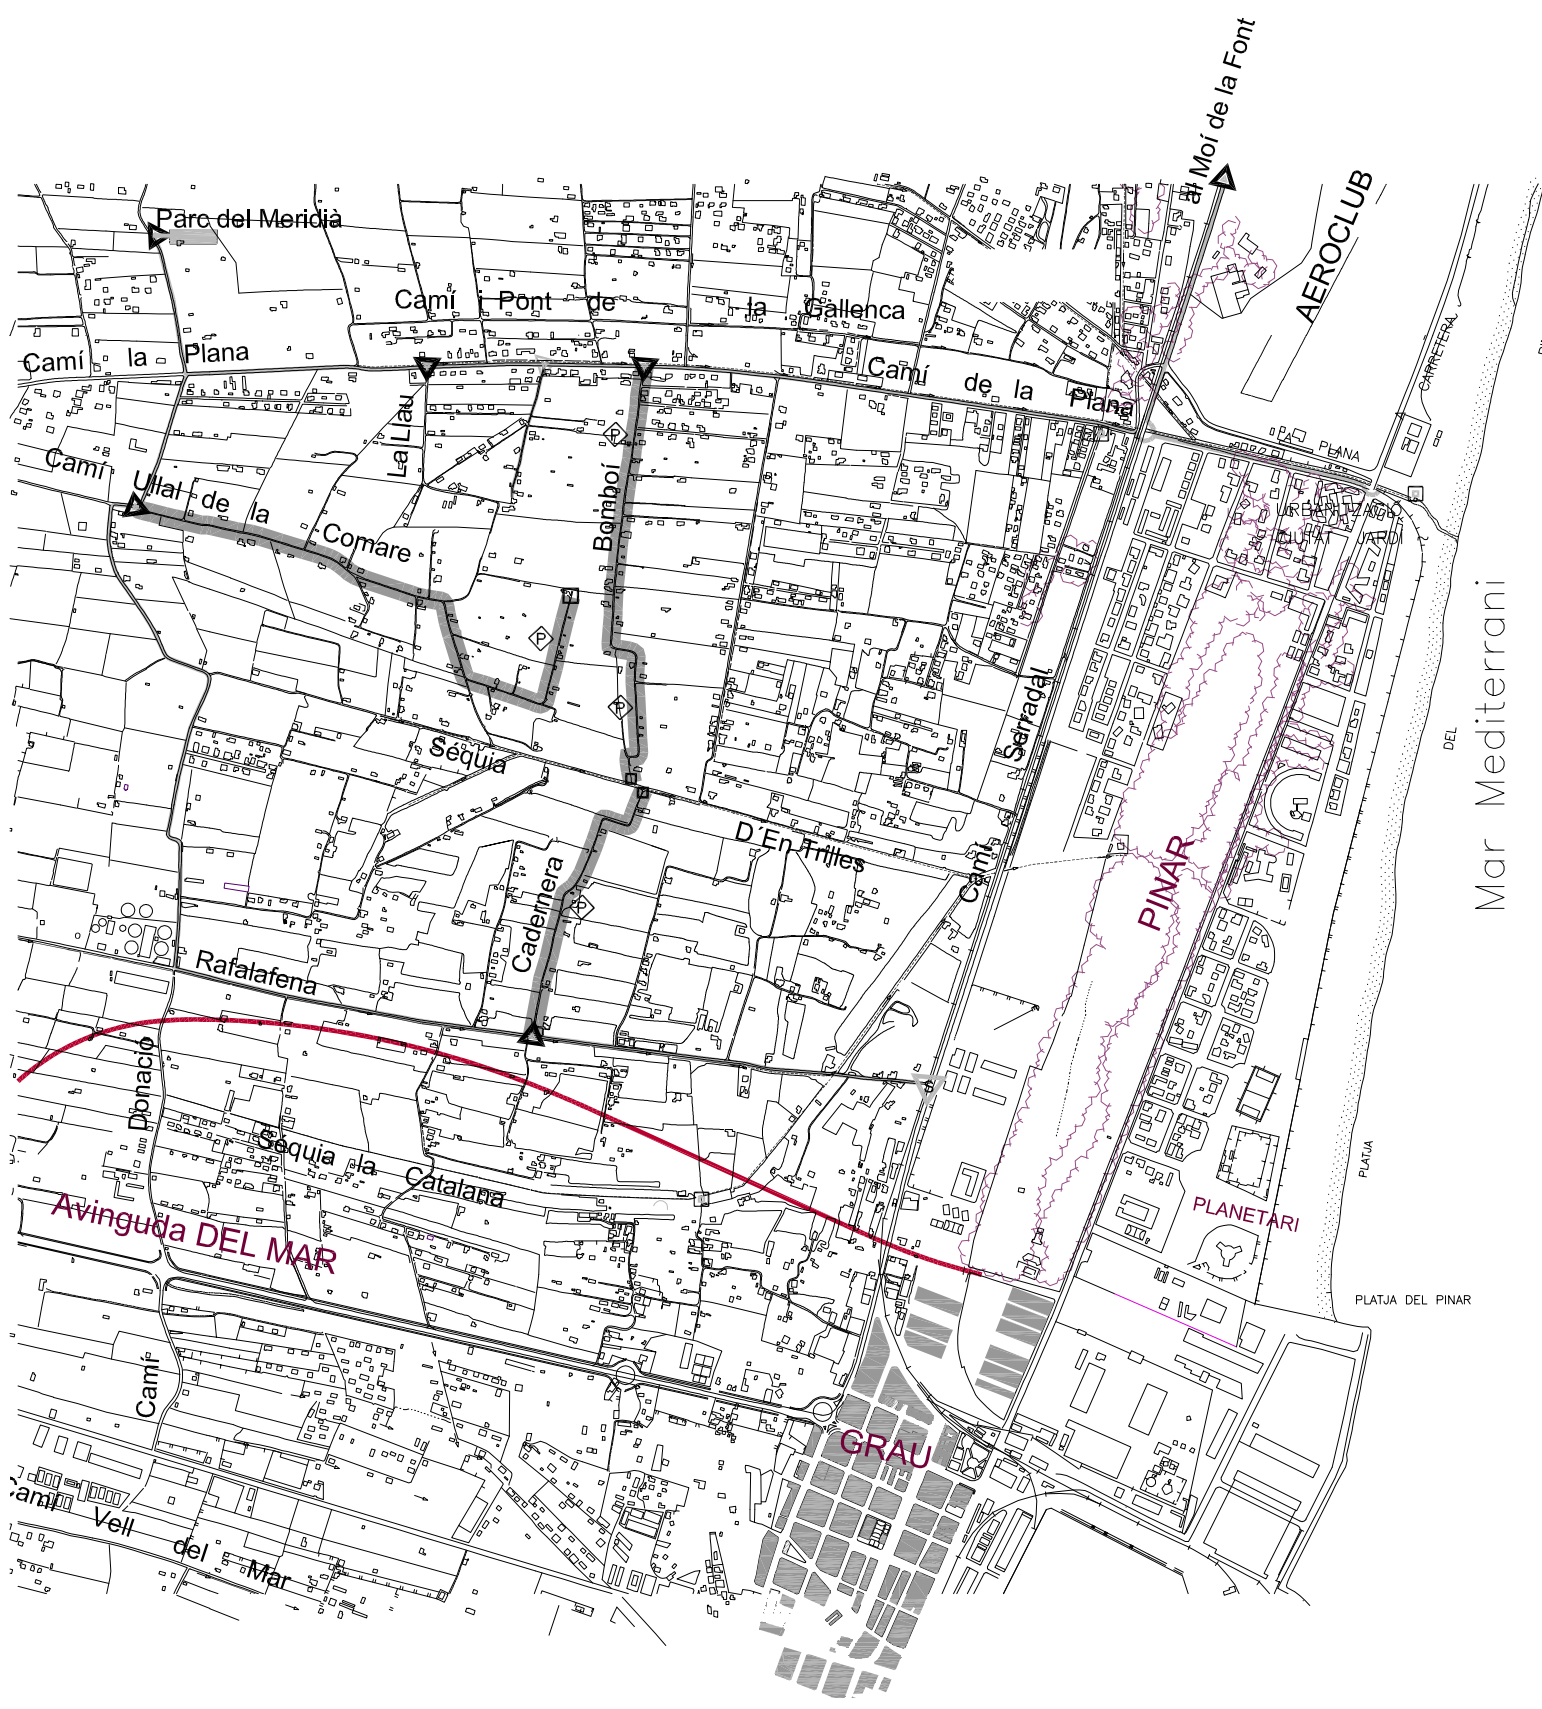 al Moí de la Font
AEROCLUB
Parc del Meridià
Camí i Pont de la Gallenca
Camí la Plana
Camí de la Plana
CARRETERA
PLANA
LaLlau
Camí Ullal de la Comare
Bomboí
P
URBANITZACIÓ
CIUTAT JARDÍ
P
Mar Mediterrani
P
Serradal
DEL
Séquia D´En Trilles
Camí
PINAR
Cadernera
P
Rafalafena
Donació
Séquia la Catalana
PLATJA
Avinguda DEL MAR
PLANETARI
PLATJA DEL PINAR
Camí
GRAU
Camí Vell del Mar